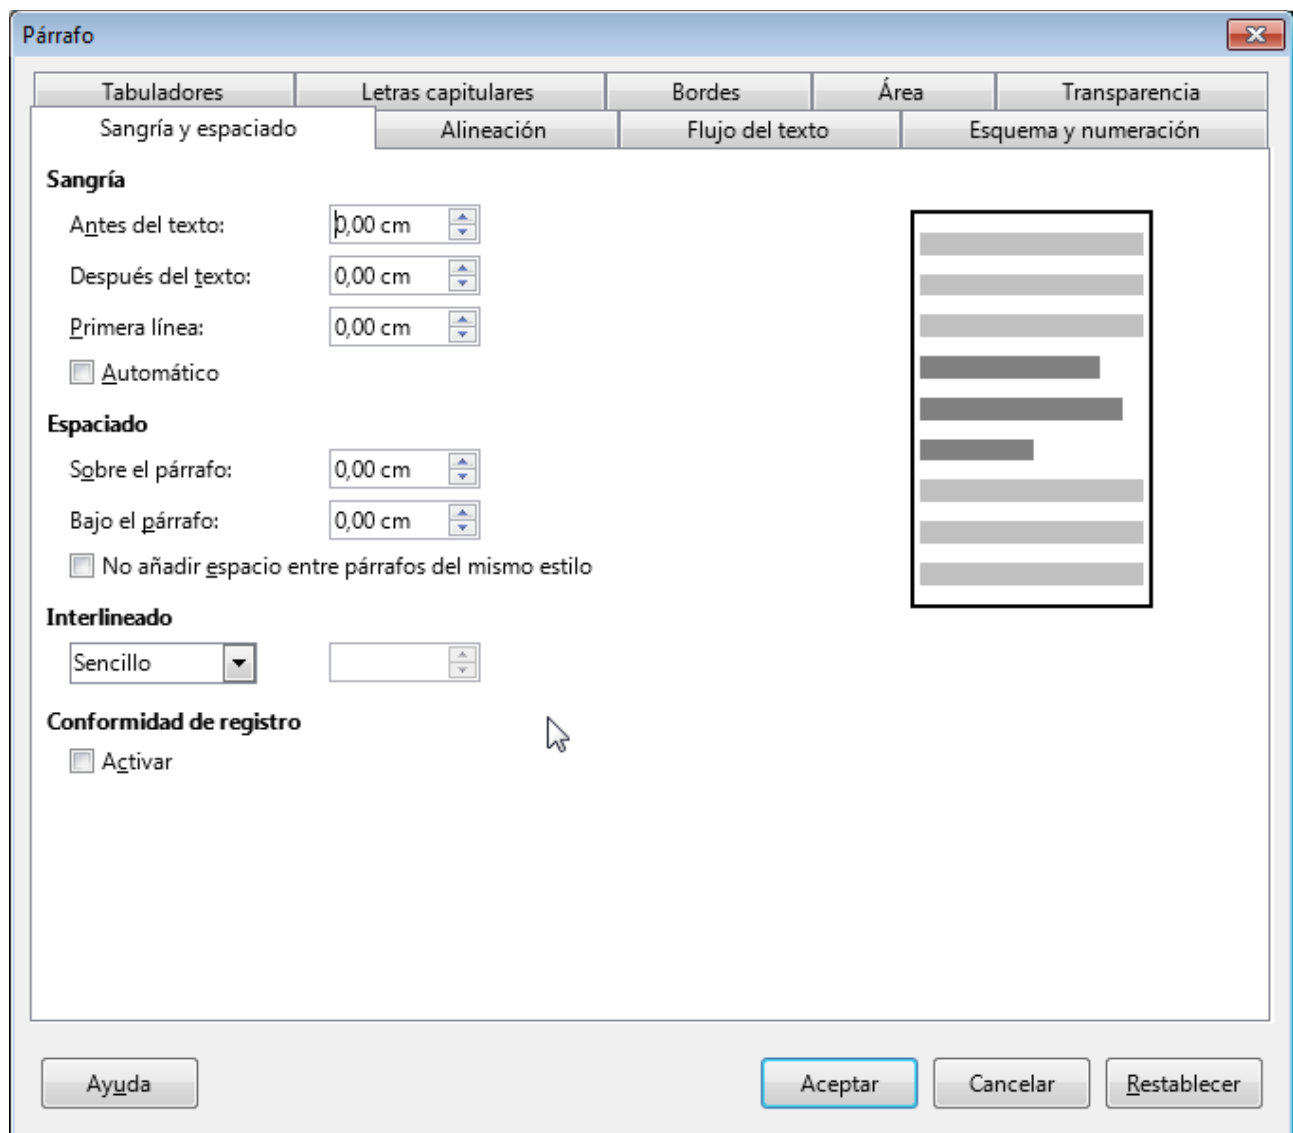 Párrafo
Tabuladores Letras capitulares Bordes Área Transparencia
Sangría y espaciado Alineación Flujo del texto Esquema y numeración
Sangría
Antes del texto: 0,00 cm
Después del texto: 0,00 cm
Primera línea: 0,00 cm
Automático
Espaciado
Sobre el párrafo: 0,00 cm
Bajo el párrafo: 0,00 cm
No añadir espacio entre párrafos del mismo estilo
Interlineado
Sencillo
Conformidad de registro
Activar
Ayuda Aceptar Cancelar Restablecer